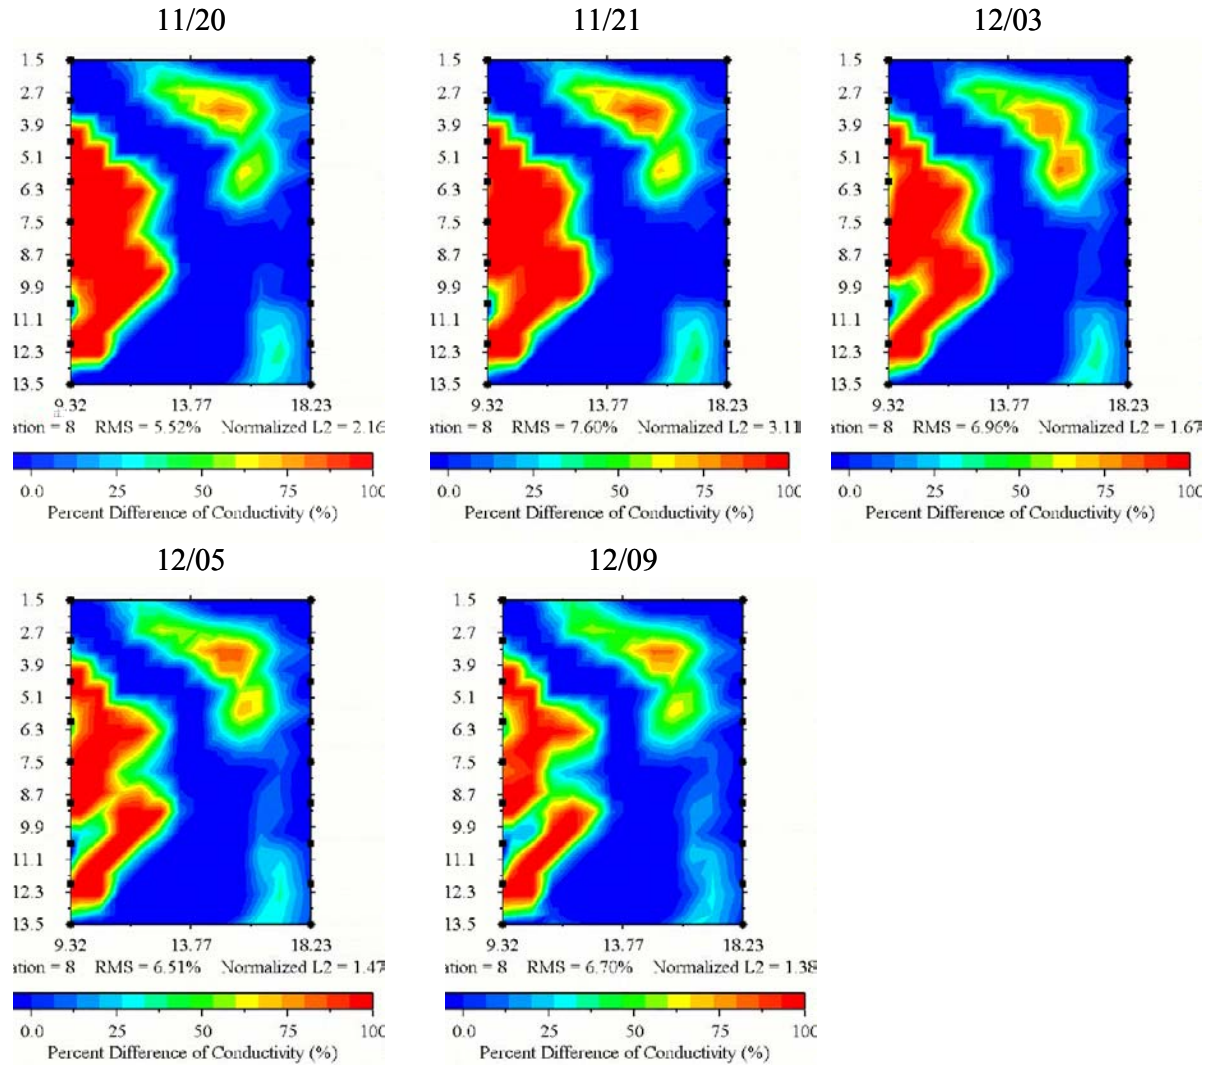 11/20 11/21 12/03
1.5 1.5 1.5
2.7 2.7 2.7
3.9 3.9 3.9
5.1 5.1 5.1
6.3 6.3 6.3
7.5 7.5 7.5
8.7 8.7 8.7
9.9 9.9 9.9
11.1 11.1 11.1
12.3 12.3 12.3
13.5 13.5 13.5
9.32 13.77 18.23 9.32 13.77 18.23 9.32 13.77 18.23
ation = 8 RMS = 5.52% Normalized L2 = 2.16 ation = 8 RMS = 7.60% Normalized L2 = 3.11 ation = 8 RMS = 6.96% Normalized L2 = 1.67
0.0 25 50 75 100 0.0 25 50 75 100 0.0 25 50 75 100
Percent Difference of Conductivity (%) Percent Difference of Conductivity (%) Percent Difference of Conductivity (%)
12/05 12/09
1.5 1.5
2.7 2.7
3.9 3.9
5.1 5.1
6.3 6.3
7.5 7.5
8.7 8.7
9.9 9.9
11.1 11.1
12.3 12.3
13.5 13.5
9.32 13.77 18.23 9.32 13.77 18.23
ation = 8 RMS = 6.51% Normalized L2 = 1.47 ation = 8 RMS = 6.70% Normalized L2 = 1.38
0.0 25 50 75 100 0.0 25 50 75 100
Percent Difference of Conductivity (%) Percent Difference of Conductivity (%)